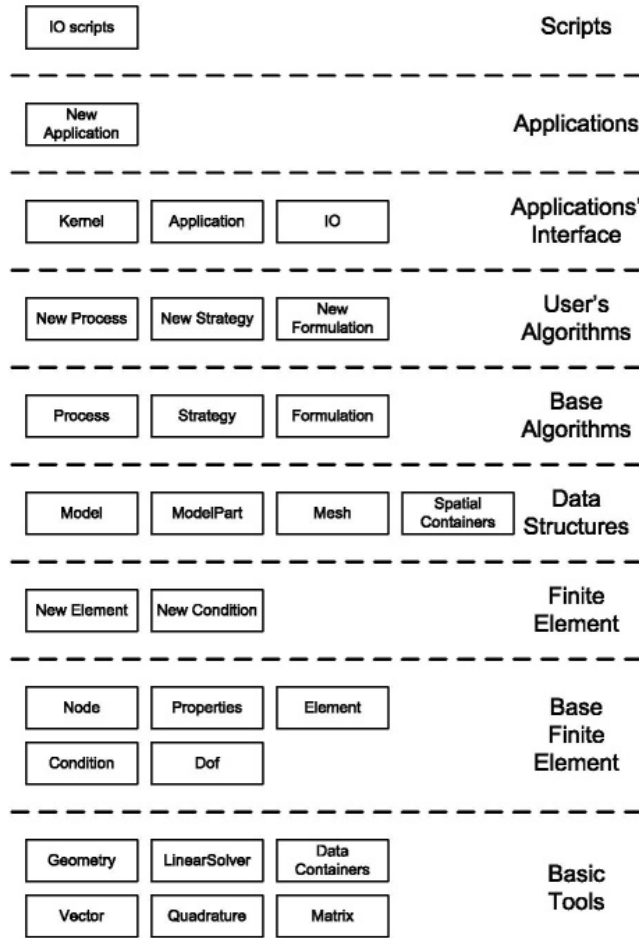 IO scripts
Scripts
New
Application
Applications
Kernel
Application
IO
Applications'
Interface
New Process
New Strategy
New
Formulation
User's
Algorithms
Process
Strategy
Formulation
Base
Algorithms
Model
ModelPart
Mesh
Spatial
Containers
Data
Structures
New Element
New Condition
Finite
Element
Node
Properties
Element
Condition
Dof
Base
Finite
Element
Geometry
LinearSolver
Data
Containers
Vector
Quadrature
Matrix
Basic
Tools